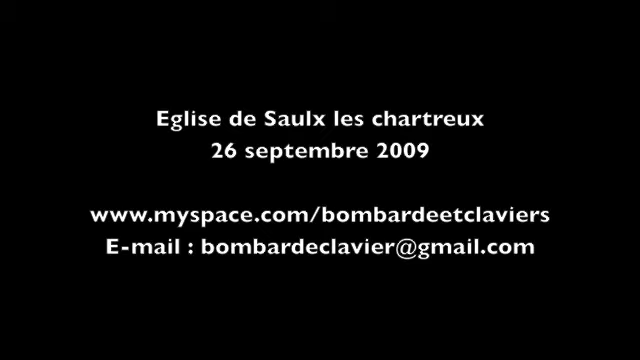 Eglise de Saulx les chartreux
26 septembre 2009
www.myspace.com/bombardeetclaviers
E-mail : bombardeclavier@gmail.com